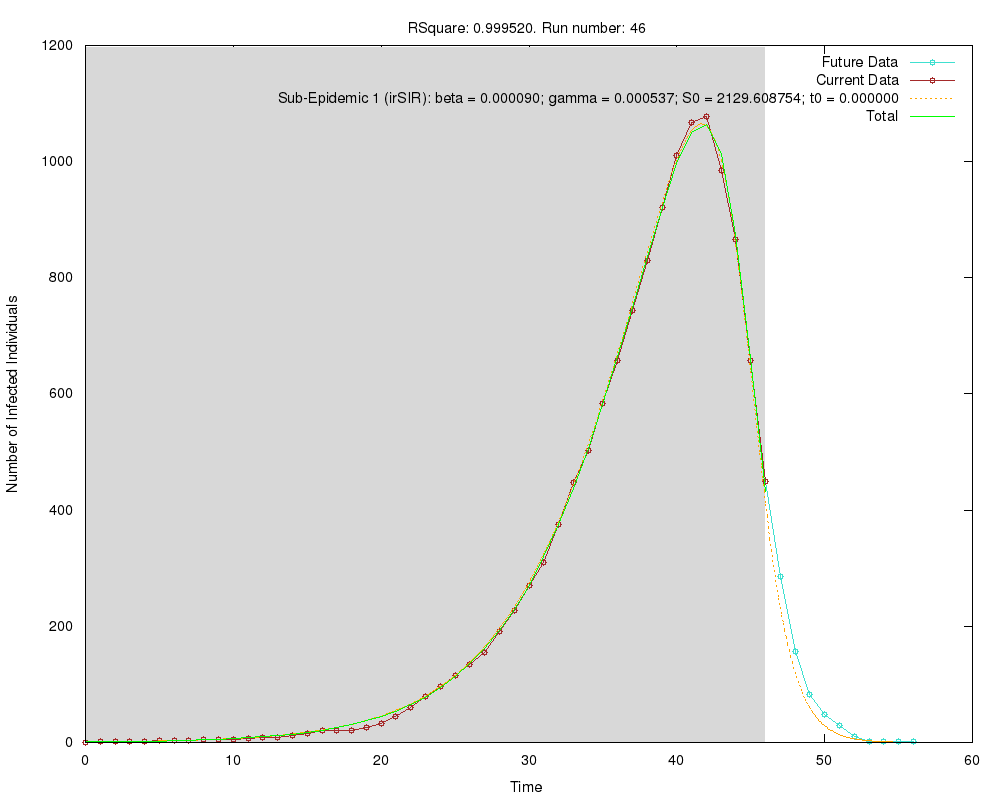 RSquare: 0.999520. Run number: 46
Future Data
Current Data
Sub-Epidemic 1 (irSIR): beta = 0.000090; gamma = 0.000537; S0 = 2129.608754; t0 = 0.000000
Total
1200
1000
800
600
400
200
0
Number of Infected Individuals
0 10 20 30 40 50 60
Time